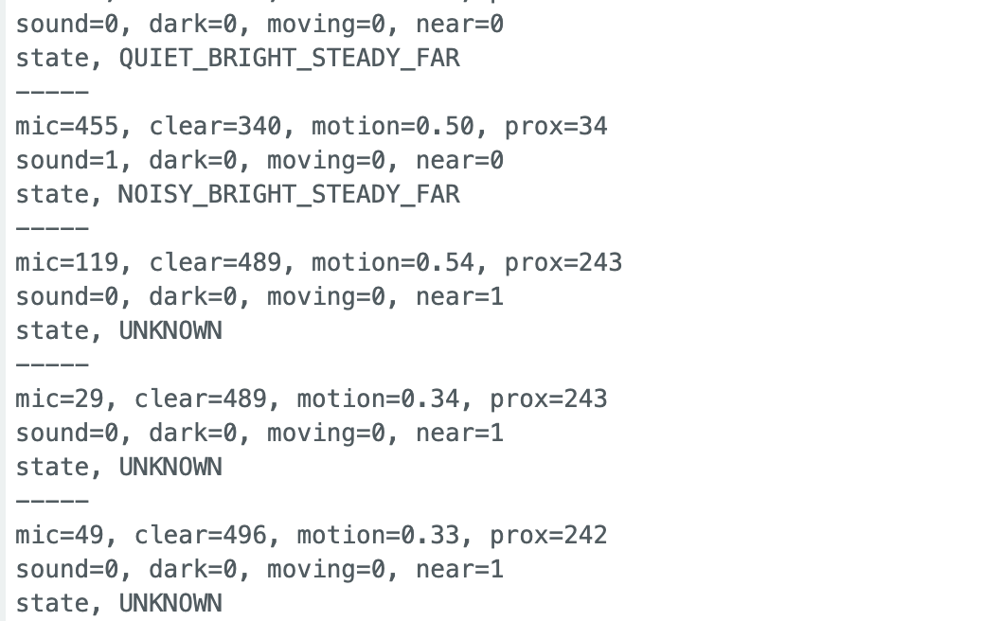 sound=0, dark=0, moving=0, near=0
state, QUIET_BRIGHT_STEADY_FAR
-----
mic=455, clear=340, motion=0.50, prox=34
sound=1, dark=0, moving=0, near=0
state, NOISY_BRIGHT_STEADY_FAR
-----
mic=119, clear=489, motion=0.54, prox=243
sound=0, dark=0, moving=0, near=1
state, UNKNOWN
-----
mic=29, clear=489, motion=0.34, prox=243
sound=0, dark=0, moving=0, near=1
state, UNKNOWN
-----
mic=49, clear=496, motion=0.33, prox=242
sound=0, dark=0, moving=0, near=1
state, UNKNOWN